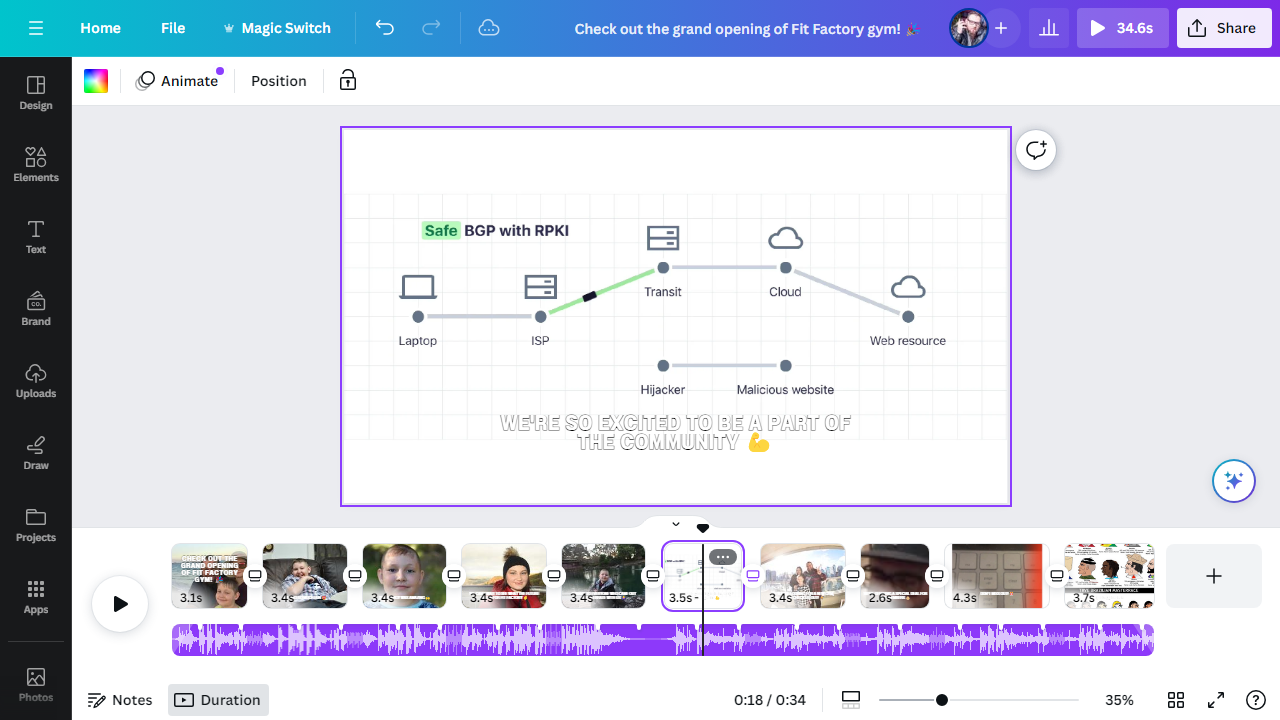 Home
File
Magic Switch
Check out the grand opening of Fit Factory gym! 🎉
34.6s
Share
Design
Elements
Text
CO.
Brand
Uploads
Draw
Projects
Apps
Photos
Animate
Position
Safe BGP with RPKI
Transit
Cloud
Laptop
ISP
Web resource
Hijacker
Malicious website
WE'RE SO EXCITED TO BE A PART OF
THE COMMUNITY 💪
CHECK OUT THE
GRAND OPENING
OF FIT FACTORY
GYM! 🎉
3.1s
3.4s
3.4s
3.4s
3.4s
3.5s -
3.4s
2.6s
4.3s
3.7s
Notes
Duration
0:18 / 0:34
35%